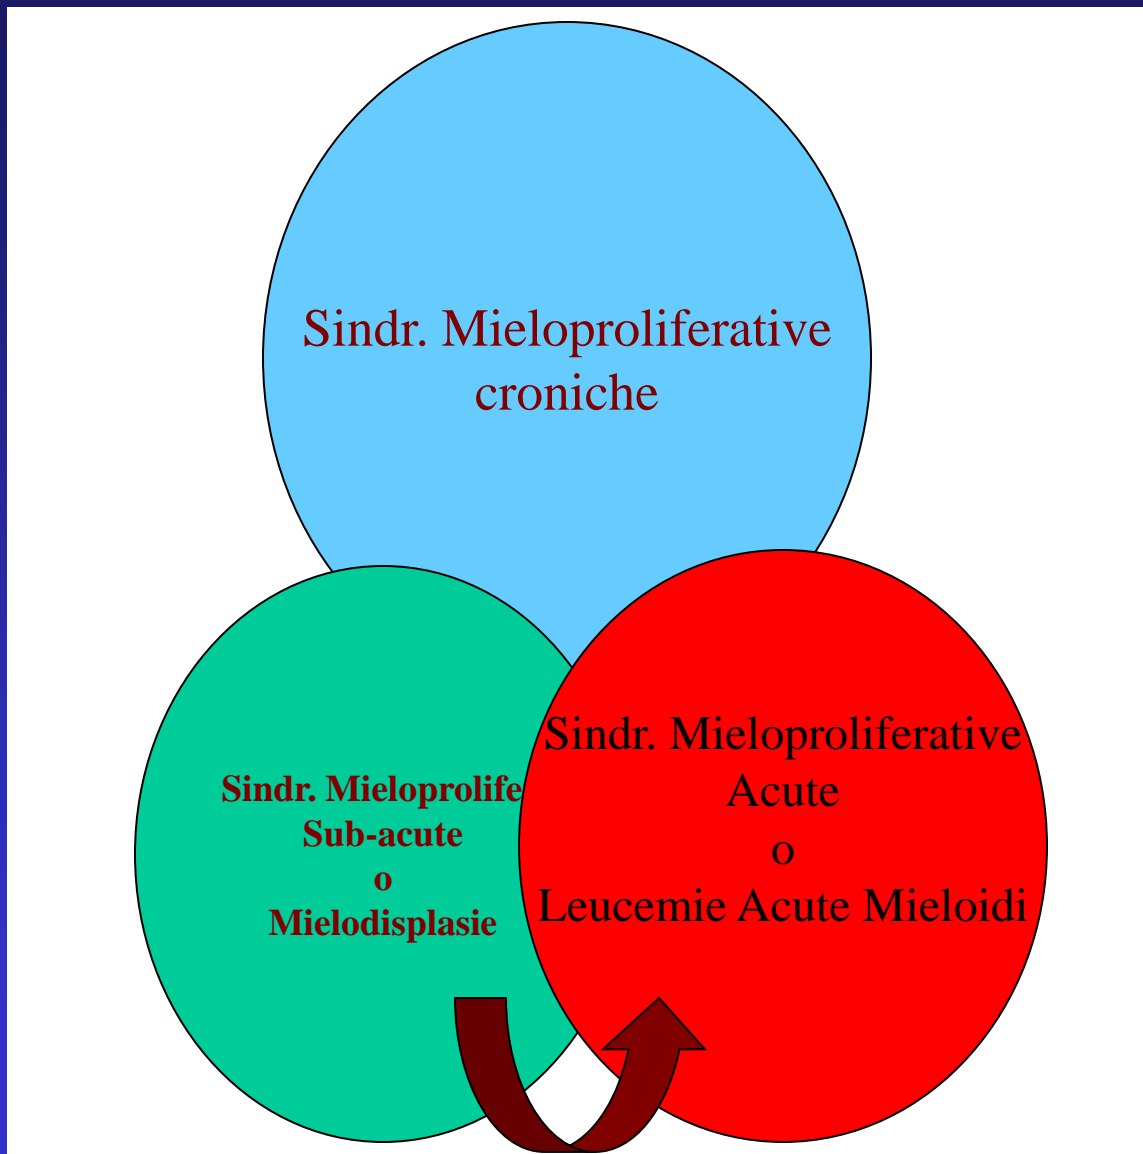 Sindr. Mieloproliferative
croniche
Sindr. Mieloprolife
Sub-acute
o
Mielodisplasie
Sindr. Mieloproliferative
Acute
o
Leucemie Acute Mieloidi